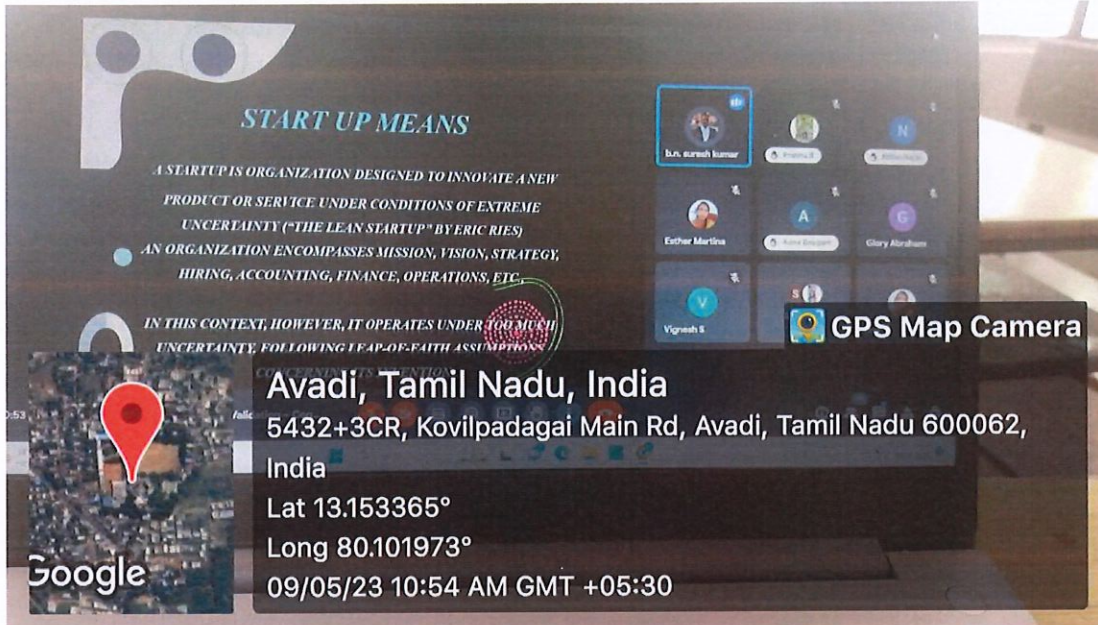 START UP MEANS
A STARTUP IS ORGANIZATION DESIGNED TO INNOVATE A NEW
PRODUCT OR SERVICE UNDER CONDITIONS OF EXTREME
UNCERTAINTY ("THE LEAN STARTUP" BY ERIC RIES)
AN ORGANIZATION ENCOMPASSES MISSION, VISION, STRATEGY,
HIRING, ACCOUNTING, FINANCE, OPERATIONS, ETC.,
IN THIS CONTEXT, HOWEVER, IT OPERATES UNDER TOO MUCH
UNCERTAINTY, FOLLOWING LEAP-OF-FAITH ASSUMPTIONS
CONCERNING ITS
b.n. suresh kumar
N
Esther Martina
A
G
Glory Abraham
V
Vignesh S
S
GPS Map Camera
Avadi, Tamil Nadu, India
5432+3CR, Kovilpadagai Main Rd, Avadi, Tamil Nadu 600062,
India
Lat 13.153365°
Long 80.101973°
09/05/23 10:54 AM GMT +05:30
Google